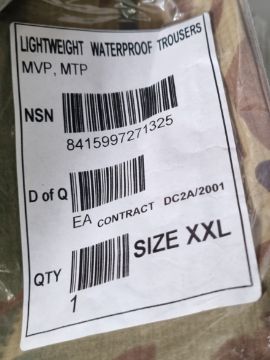 LIGHTWEIGHT WATERPROOF TROUSERS
MVP, MTP
NSN
8415997271325
D of Q
EA CONTRACT DC2A/2001
QTY SIZE XXL
1